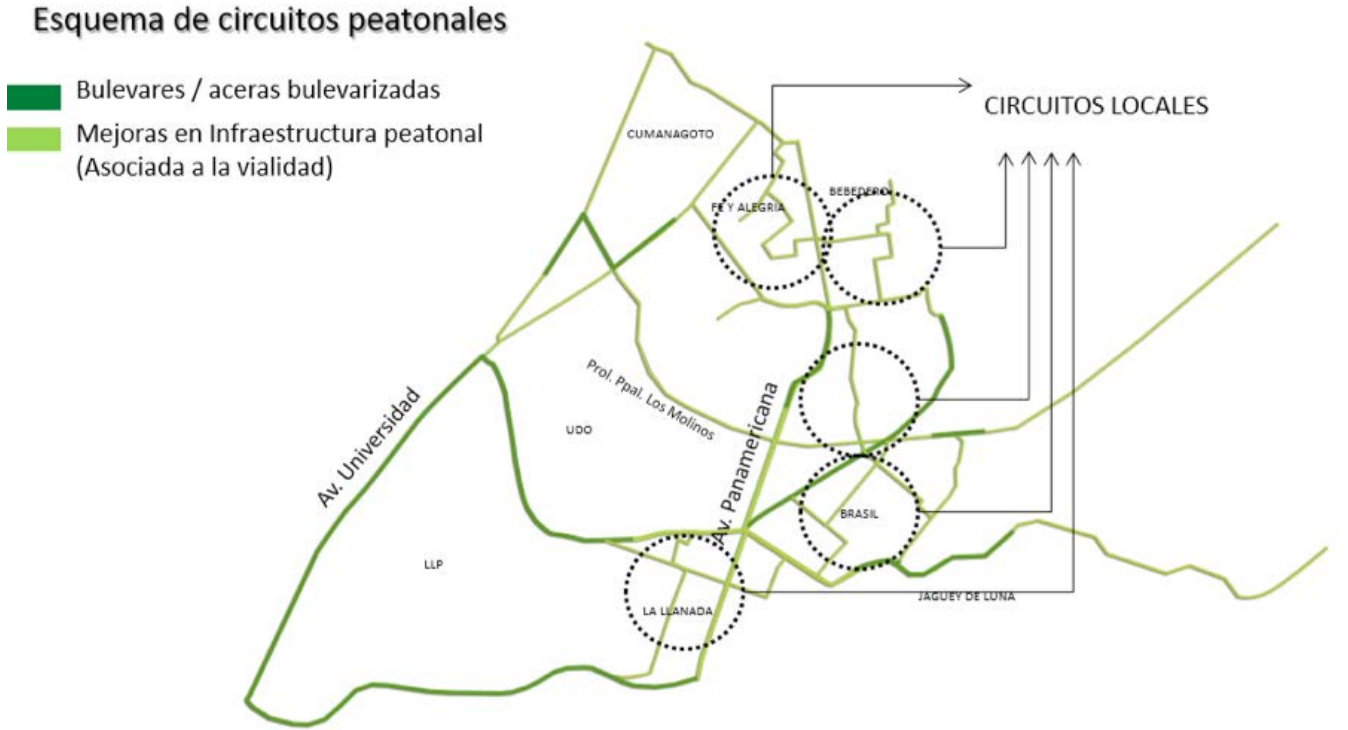 Esquema de circuitos peatonales
Bulevares / aceras bulevarizadas
Mejoras en Infraestructura peatonal
(Asociada a la vialidad)
CIRCUITOS LOCALES
CUMANAGOTO
BEBEDERO
FE Y ALEGRIA
Prol. Ppal. Los Molinos
Av. Universidad
Av. Panamericana
UDO
BRASIL
LLP
JAGUEY DE LUNA
LA LLANADA